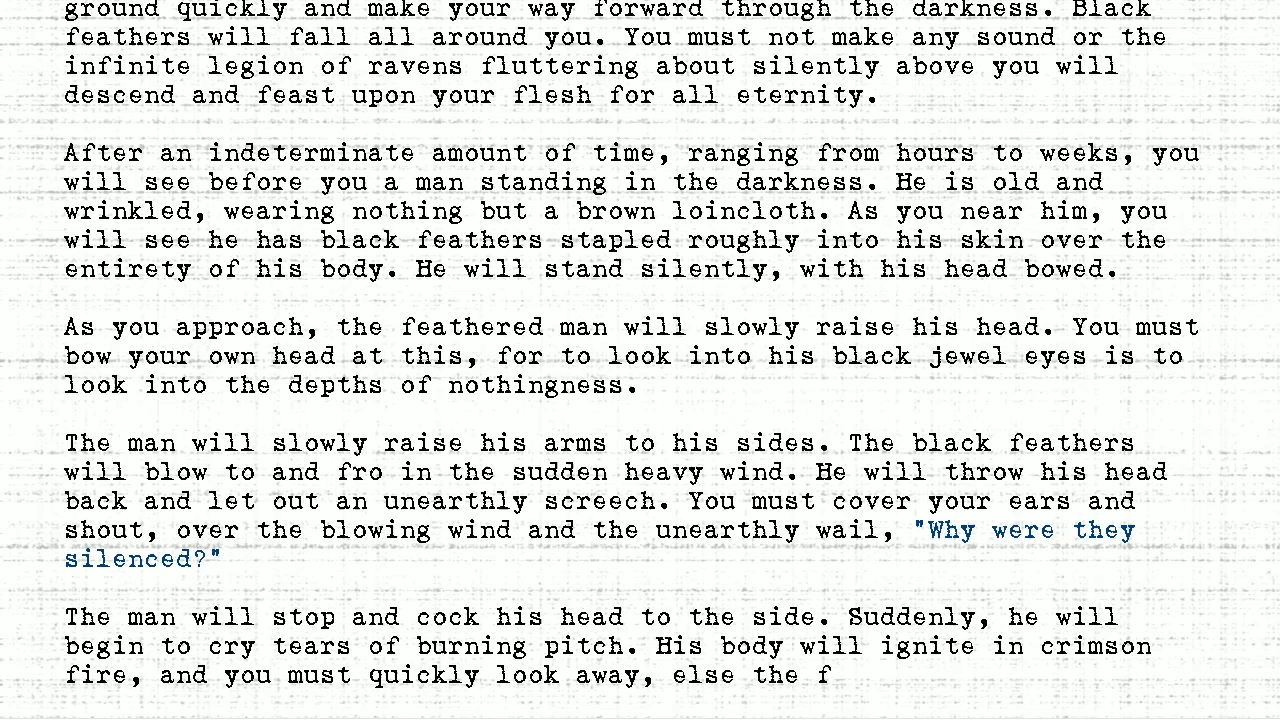 ground quickly and make your way forward through the darkness. Black
feathers will fall all around you. You must not make any sound or the
infinite legion of ravens fluttering about silently above you will
descend and feast upon your flesh for all eternity.
After an indeterminate amount of time, ranging from hours to weeks, you
will see before you a man standing in the darkness. He is old and
wrinkled, wearing nothing but a brown loincloth. As you near him, you
will see he has black feathers stapled roughly into his skin over the
entirety of his body. He will stand silently, with his head bowed.
As you approach, the feathered man will slowly raise his head. You must
bow your own head at this, for to look into his black jewel eyes is to
look into the depths of nothingness.
The man will slowly raise his arms to his sides. The black feathers
will blow to and fro in the sudden heavy wind. He will throw his head
back and let out an unearthly screech. You must cover your ears and
shout, over the blowing wind and the unearthly wail, "Why were they
silenced?"
The man will stop and cock his head to the side. Suddenly, he will
begin to cry tears of burning pitch. His body will ignite in crimson
fire, and you must quickly look away, else the f